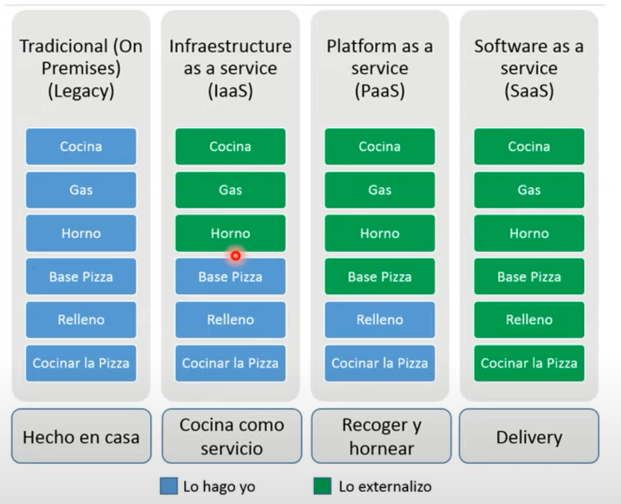 Tradicional (On
Premises)
(Legacy)
Infraestructure
as a service
(IaaS)
Platform as a
service
(PaaS)
Software as a
service
(SaaS)
Cocina
Cocina
Cocina
Cocina
Gas
Gas
Gas
Gas
Horno
Horno
Horno
Horno
Base Pizza
Base Pizza
Base Pizza
Base Pizza
Relleno
Relleno
Relleno
Relleno
Cocinar la Pizza
Cocinar la Pizza
Cocinar la Pizza
Cocinar la Pizza
Hecho en casa
Cocina como
servicio
Recoger y
hornear
Delivery
Lo hago yo
Lo externalizo